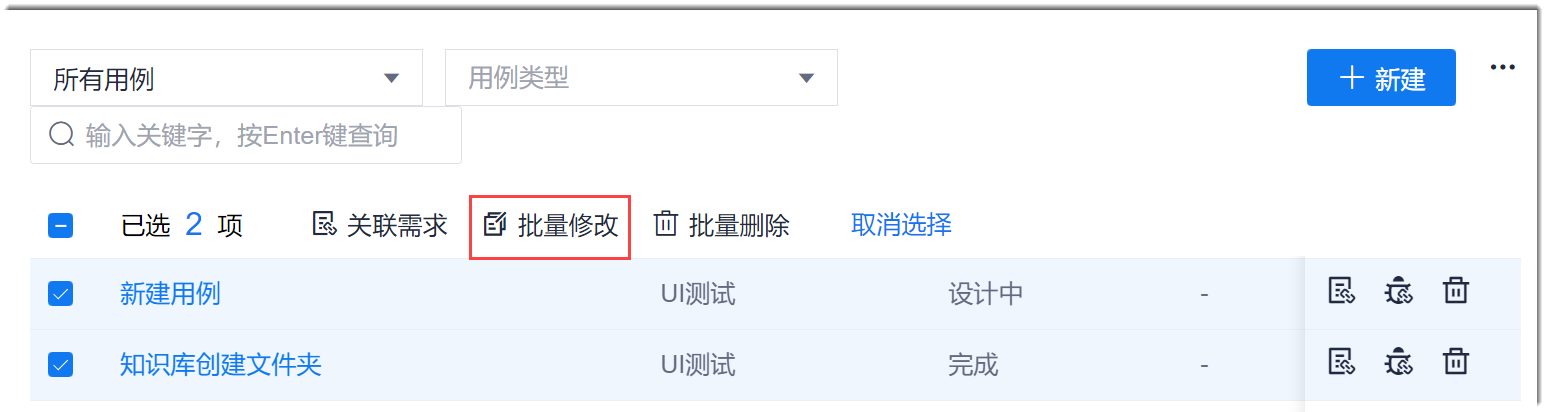 所有用例 用例类型 新建 ...
输入关键字，按Enter键查询
已选 2 项 关联需求 批量修改 批量删除 取消选择
新建用例 UI测试 设计中 -
知识库创建文件夹 UI测试 完成 -